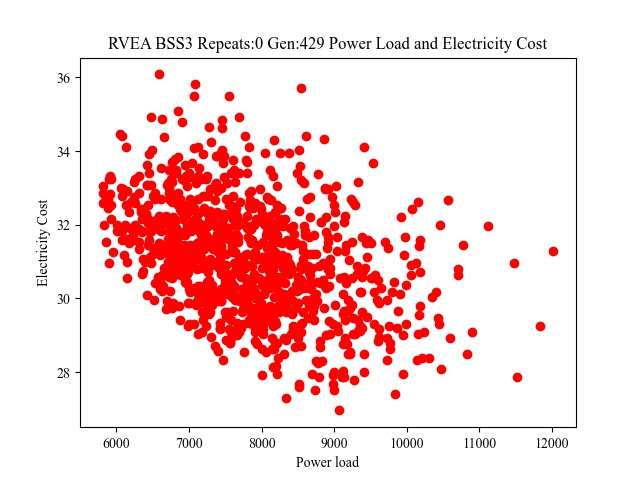 RVEA BSS3 Repeats:0 Gen:429 Power Load and Electricity Cost
36
34
32
30
28
Electricity Cost
6000 7000 8000 9000 10000 11000 12000
Power load